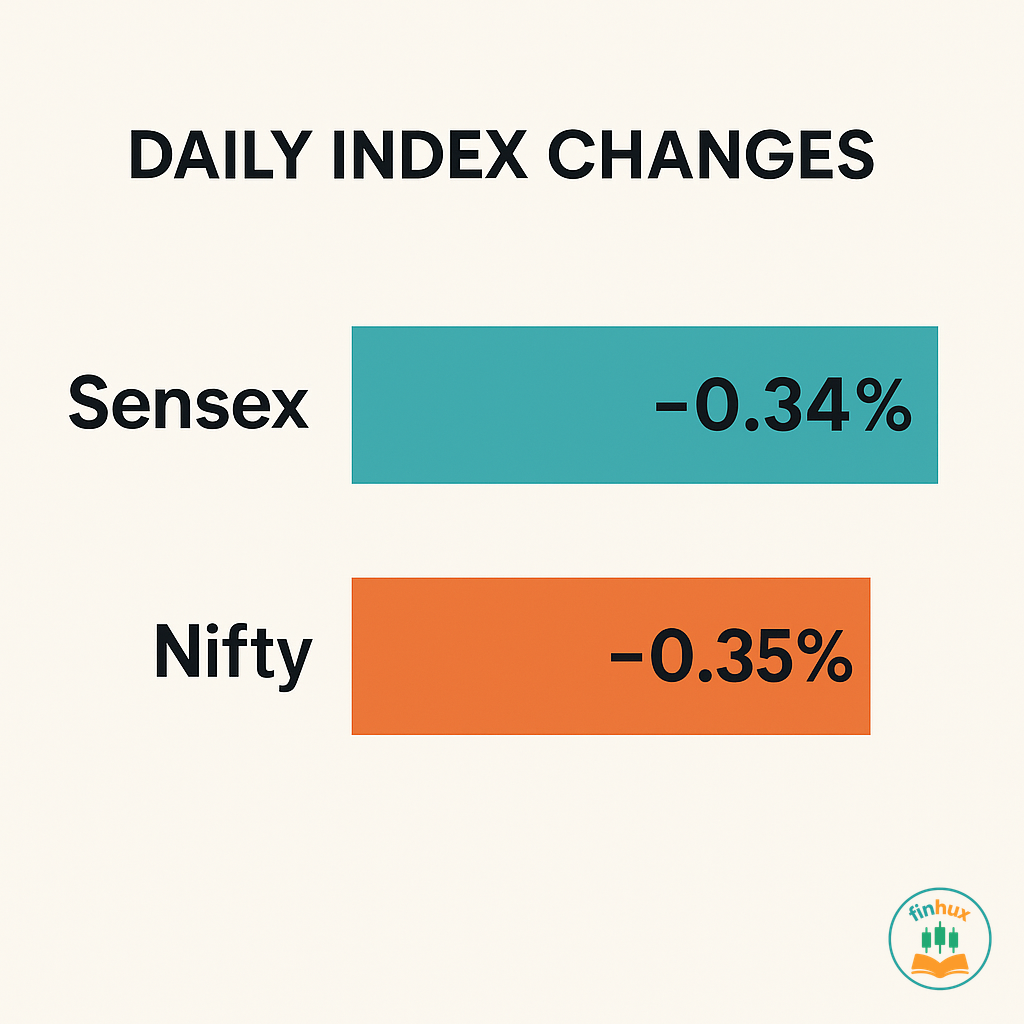 DAILY INDEX CHANGES
Sensex
−0.34%
Nifty
−0.35%
finhux